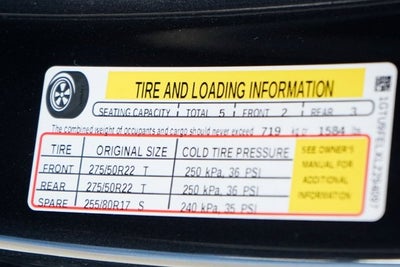 TIRE AND LOADING INFORMATION
SEATING CAPACITY | TOTAL 5 | FRONT 2 | REAR 3
The combined weight of occupants and cargo should never exceed 719 kg or 1584 lbs
TIRE ORIGINAL SIZE COLD TIRE PRESSURE
FRONT 275/50R22 T 250 kPa, 36 PSI
REAR 275/50R22 T 250 kPa, 36 PSI
SPARE 255/80R17 S 240 kPa, 35 PSI
SEE OWNER'S
MANUAL FOR
ADDITIONAL
INFORMATION